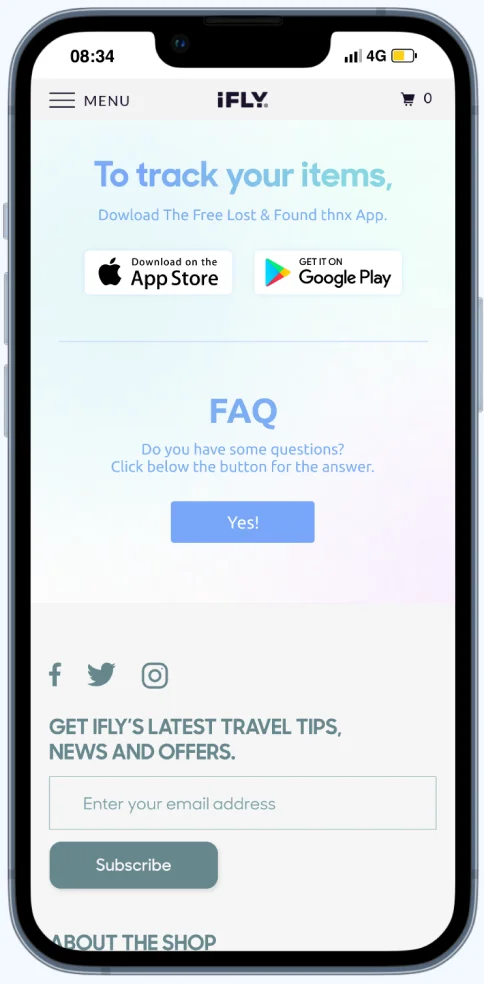 08:34
4G
MENU
iFLY
0
To track your items,
Dowload The Free Lost & Found thnx App.
Download on the
App Store
GET IT ON
Google Play
FAQ
Do you have some questions?
Click below the button for the answer.
Yes!
GET IFLY'S LATEST TRAVEL TIPS,
NEWS AND OFFERS.
Enter your email address
Subscribe
ABOUT THE SHOP